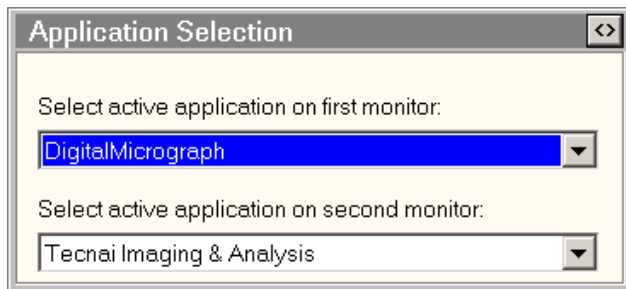 Application Selection
<>
Select active application on first monitor:
DigitalMicrograph
Select active application on second monitor:
Tecnai Imaging & Analysis